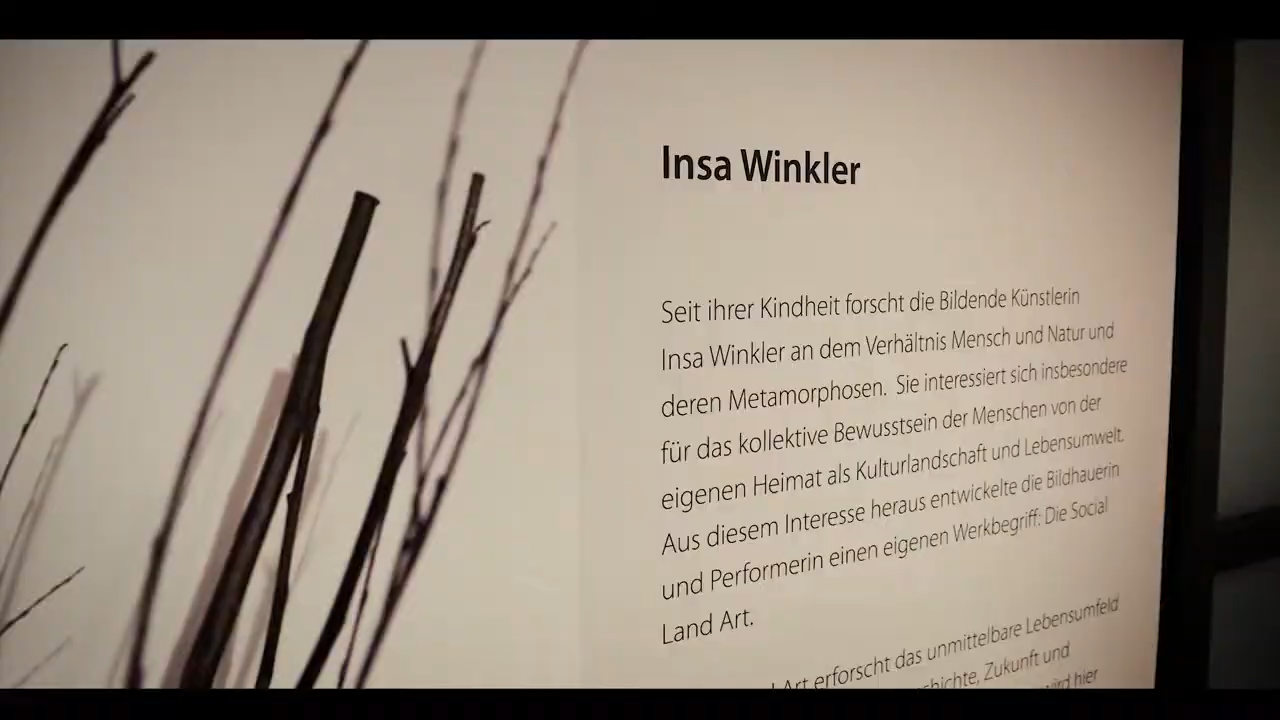 Insa Winkler
Seit ihrer Kindheit forscht die Bildende Künstlerin
Insa Winkler an dem Verhältnis Mensch und Natur und
deren Metamorphosen. Sie interessiert sich insbesondere
für das kollektive Bewusstsein der Menschen von der
eigenen Heimat als Kulturlandschaft und Lebensumwelt.
Aus diesem Interesse heraus entwickelte die Bildhauerin
und Performerin einen eigenen Werkbegriff: Die Social
Land Art.
Art erforscht das unmittelbare Lebensumfeld
Zukunft und
wird hier